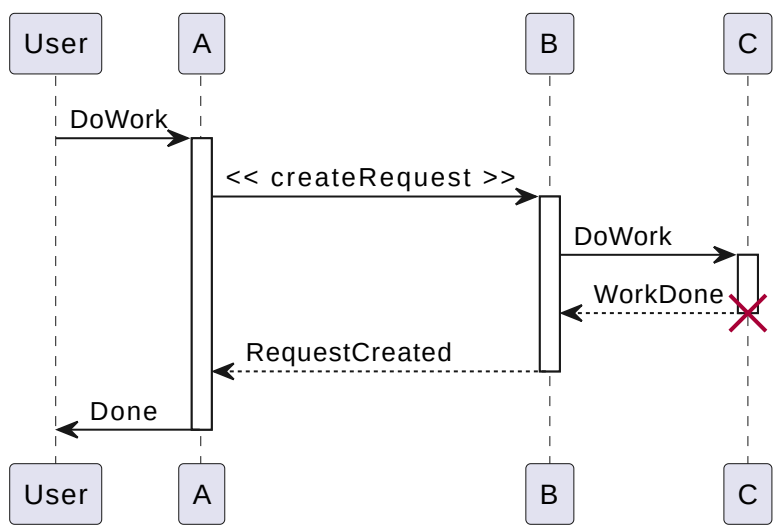 User A B C
DoWork
<< createRequest >>
DoWork
WorkDone
RequestCreated
Done
User A B C